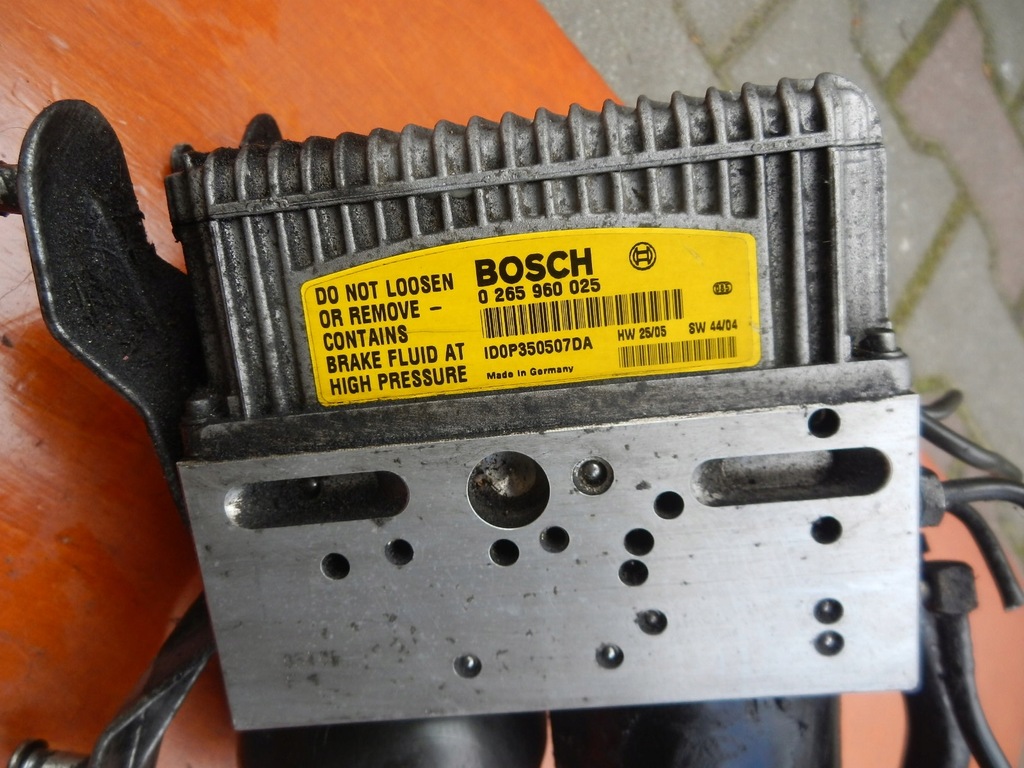 DO NOT LOOSEN
OR REMOVE –
CONTAINS
BRAKE FLUID AT
HIGH PRESSURE
BOSCH
0 265 960 025
085
HW 25/05 SW 44/04
ID0P350507DA
Made in Germany